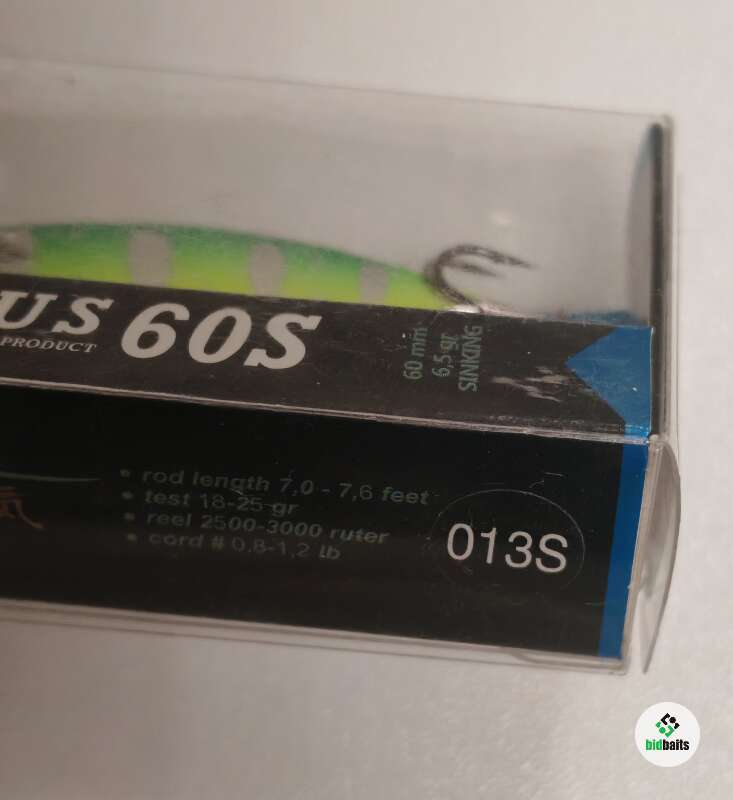 US 60S
PRODUCT
60 mm
6,5 gr
SINKING
• rod length 7,0 - 7,6 feet
• test 18-25 gr
• reel 2500-3000 ruter
• cord # 0,8-1,2 lb
013S
気
bidbaits